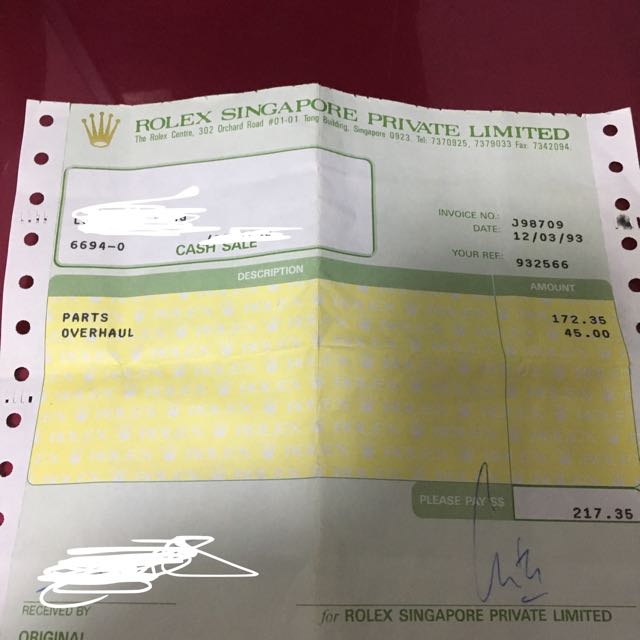 ROLEX SINGAPORE PRIVATE LIMITED
The Rolex Centre, 302 Orchard Road #01-01 Tong Building, Singapore 0923. Tel: 7370925, 7379033 Fax: 7342094.
6694-0
CASH SALE
INVOICE NO.: J98709
DATE: 12/03/93
YOUR REF: 932566
DESCRIPTION AMOUNT
PARTS 172.35
OVERHAUL 45.00
PLEASE PAY S$ 217.35
RECEIVED BY
for ROLEX SINGAPORE PRIVATE LIMITED
ORIGINAL